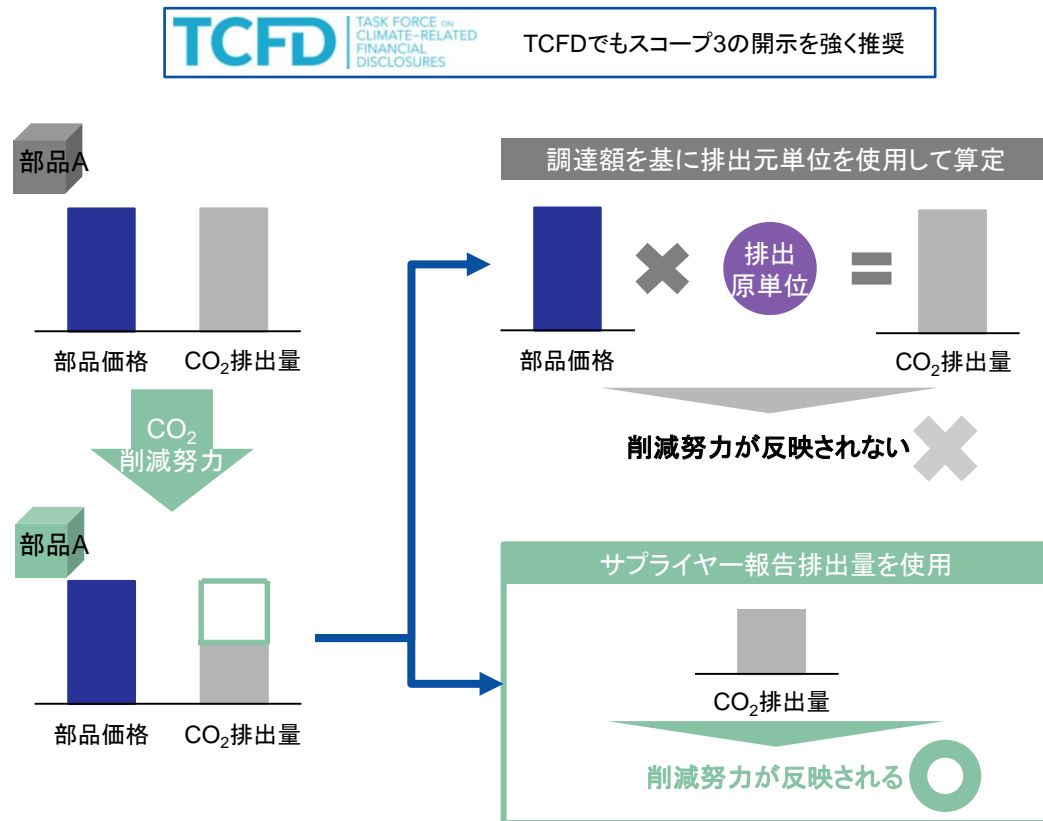 TCFD
TASK FORCE ON
CLIMATE-RELATED
FINANCIAL
DISCLOSURES
TCFDでもスコープ3の開示を強く推奨
部品A
部品価格
CO₂排出量
CO₂
削減努力
部品A
部品価格
CO₂排出量
調達額を基に排出元単位を使用して算定
排出
原単位
部品価格
CO₂排出量
削減努力が反映されない
サプライヤー報告排出量を使用
CO₂排出量
削減努力が反映される